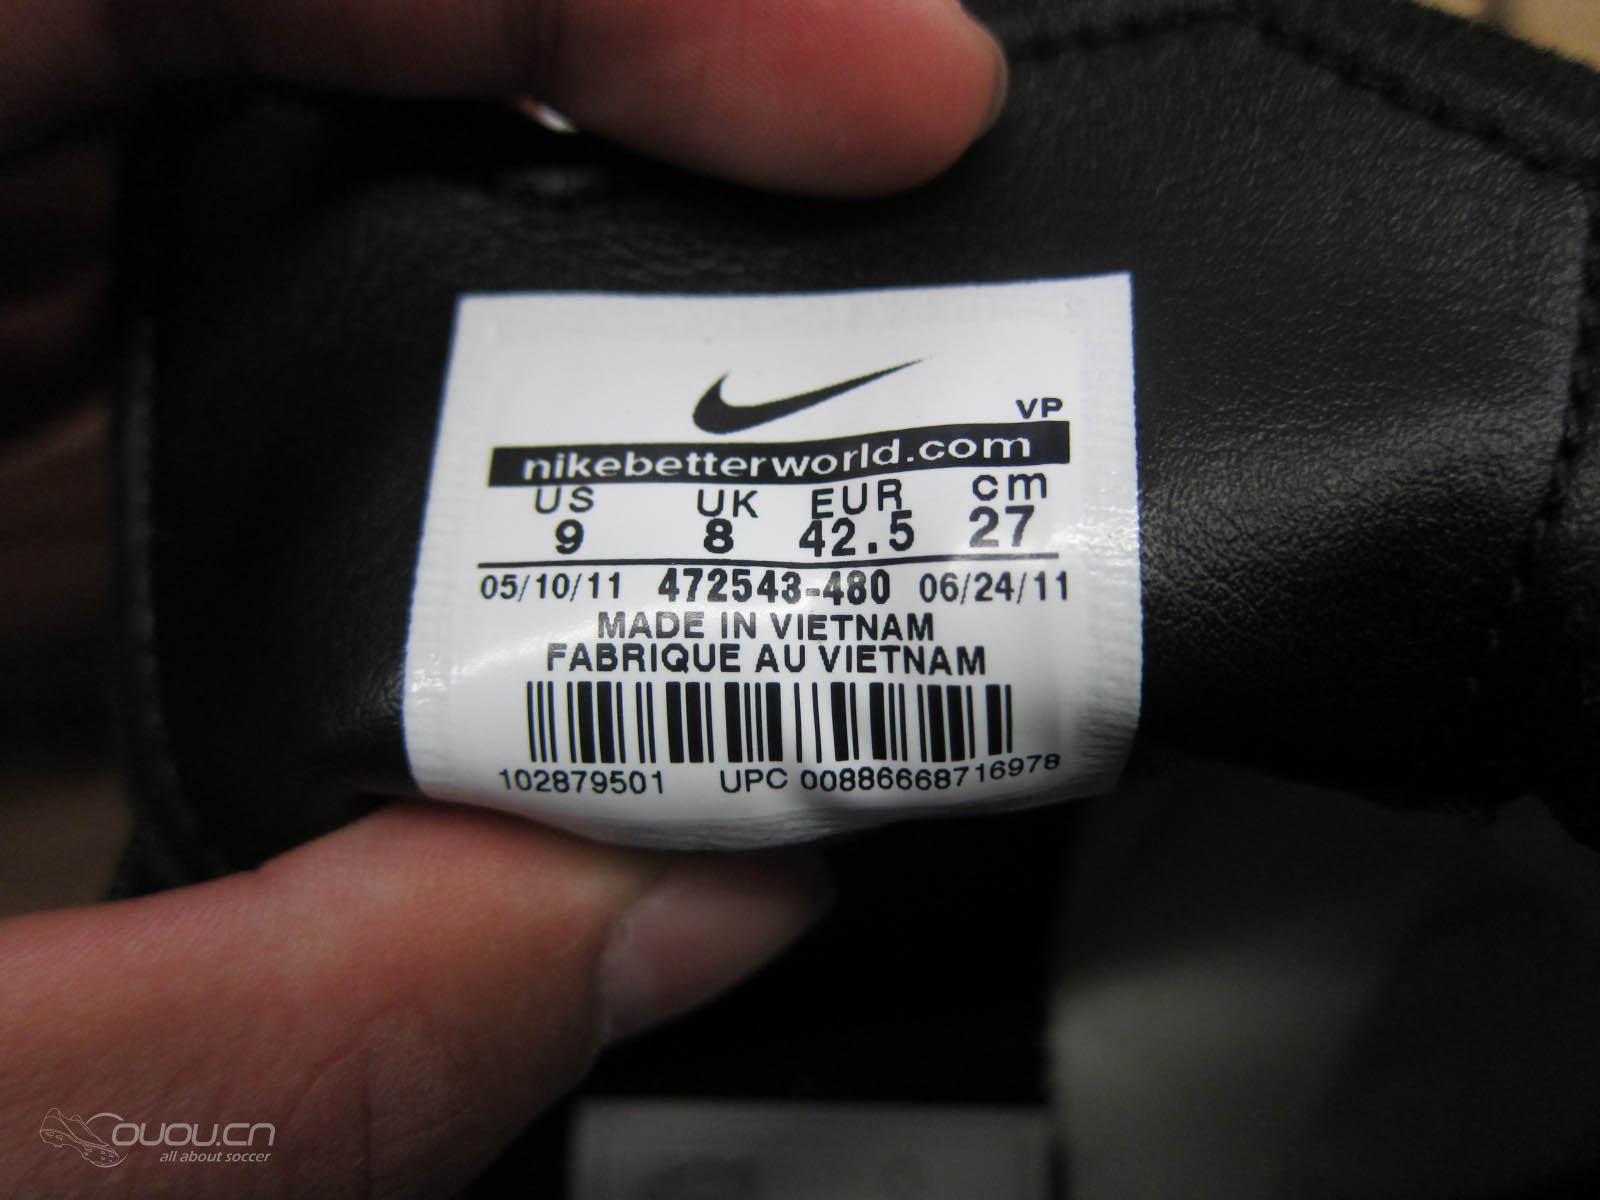 VP
nikebetterworld.com
US UK EUR cm
9 8 42.5 27
05/10/11 472543-480 06/24/11
MADE IN VIETNAM
FABRIQUE AU VIETNAM
102879501 UPC 00886668716978
ouou.cn
all about soccer